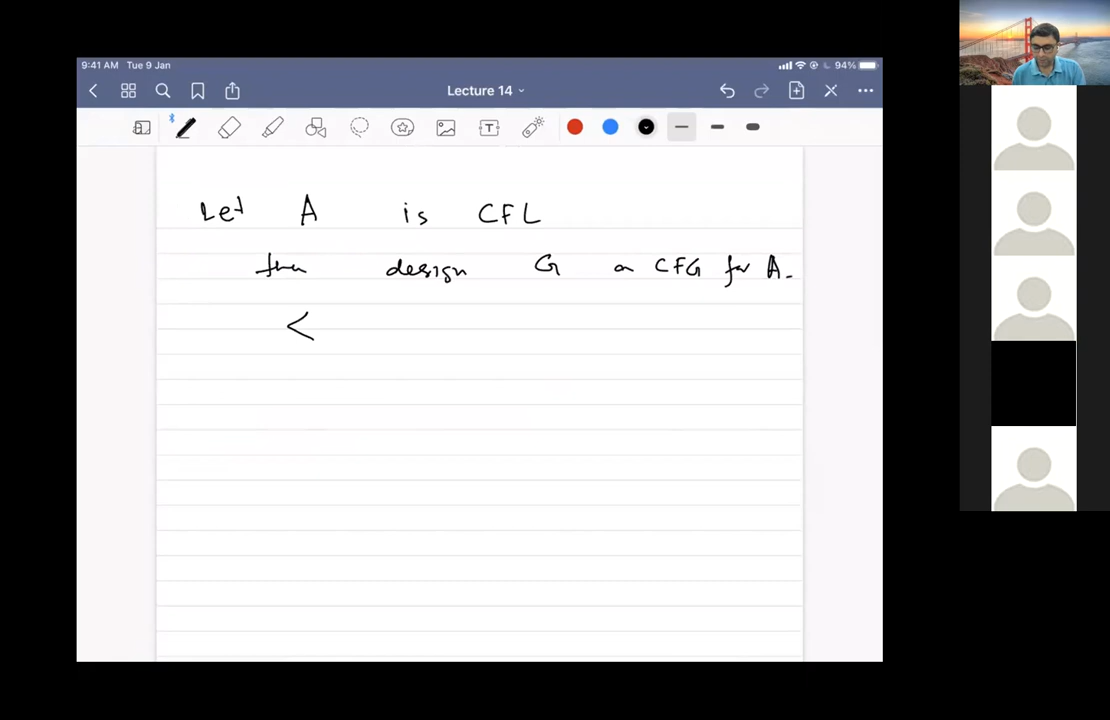 9:41 AM Tue 9 Jan 94%
Lecture 14
Let A is CFL
then design G a CFG for A.
<